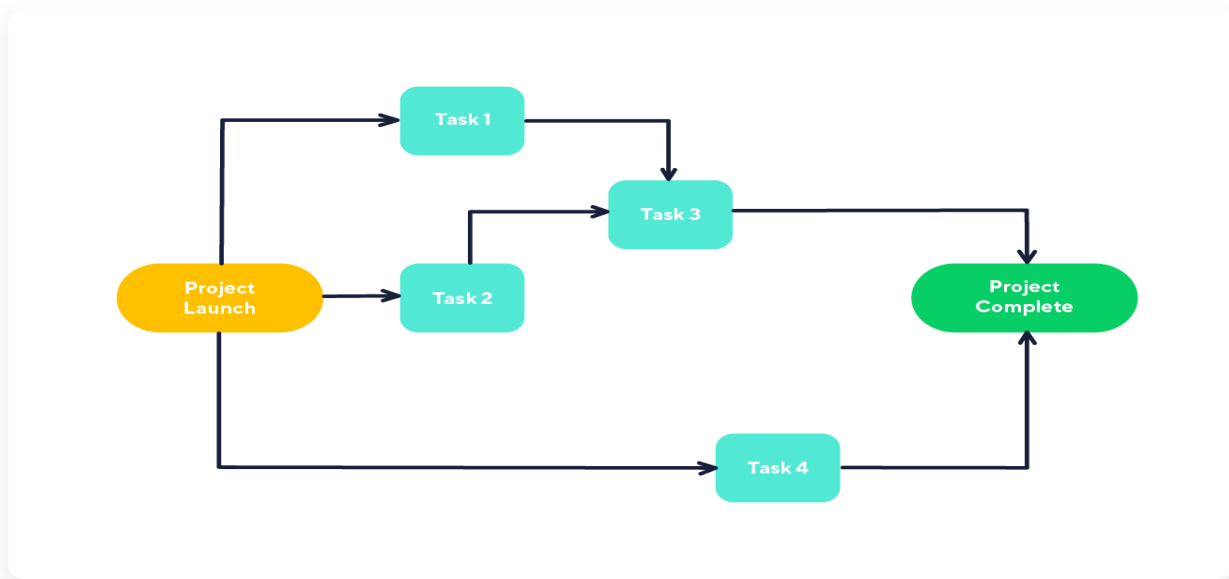 Task 1
Task 3
Project
Launch
Task 2
Project
Complete
Task 4